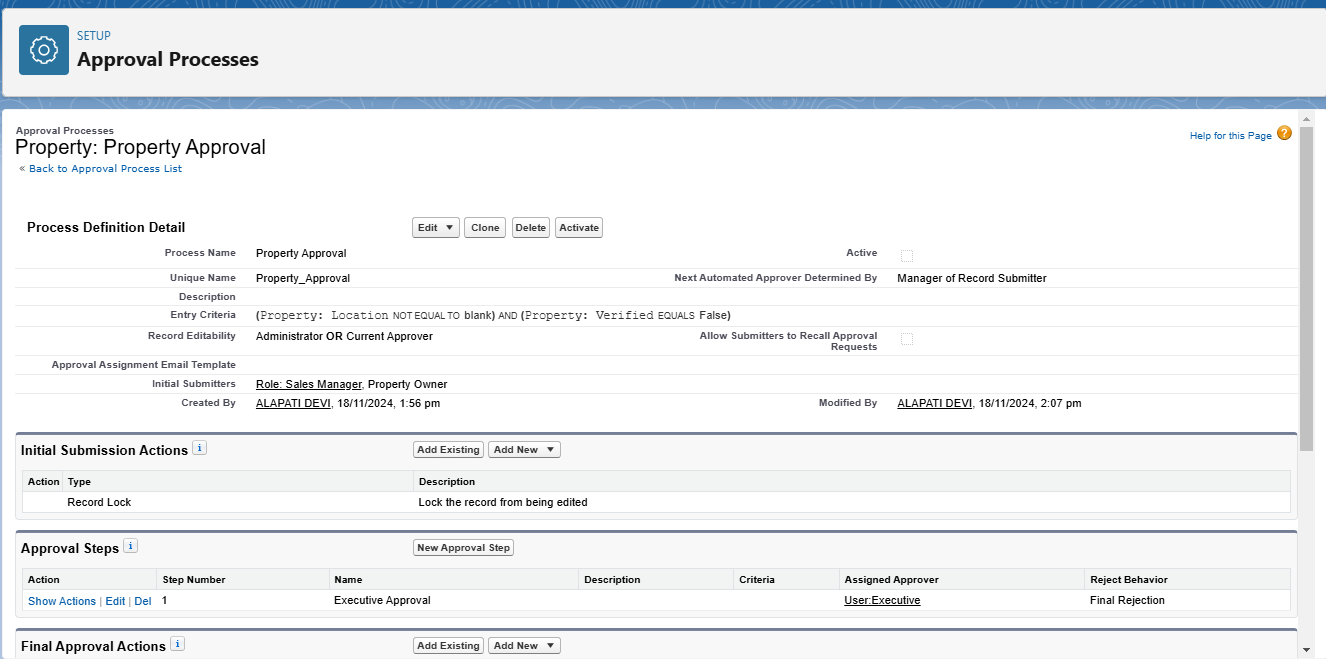 SETUP
Approval Processes
Approval Processes
Property: Property Approval
Help for this Page ?
« Back to Approval Process List
Process Definition Detail Edit ▼ Clone Delete Activate
Process Name Property Approval Active
Unique Name Property_Approval Next Automated Approver Determined By Manager of Record Submitter
Description
Entry Criteria (Property: Location NOT EQUAL TO blank) AND (Property: Verified EQUALS False)
Record Editability Administrator OR Current Approver Allow Submitters to Recall Approval
Requests
Approval Assignment Email Template
Initial Submitters Role: Sales Manager, Property Owner
Created By ALAPATI DEVI, 18/11/2024, 1:56 pm Modified By ALAPATI DEVI, 18/11/2024, 2:07 pm
Initial Submission Actions i Add Existing Add New ▼
Action Type Description
Record Lock Lock the record from being edited
Approval Steps i New Approval Step
Action Step Number Name Description Criteria Assigned Approver Reject Behavior
Show Actions | Edit | Del 1 Executive Approval User:Executive Final Rejection
Final Approval Actions i Add Existing Add New ▼